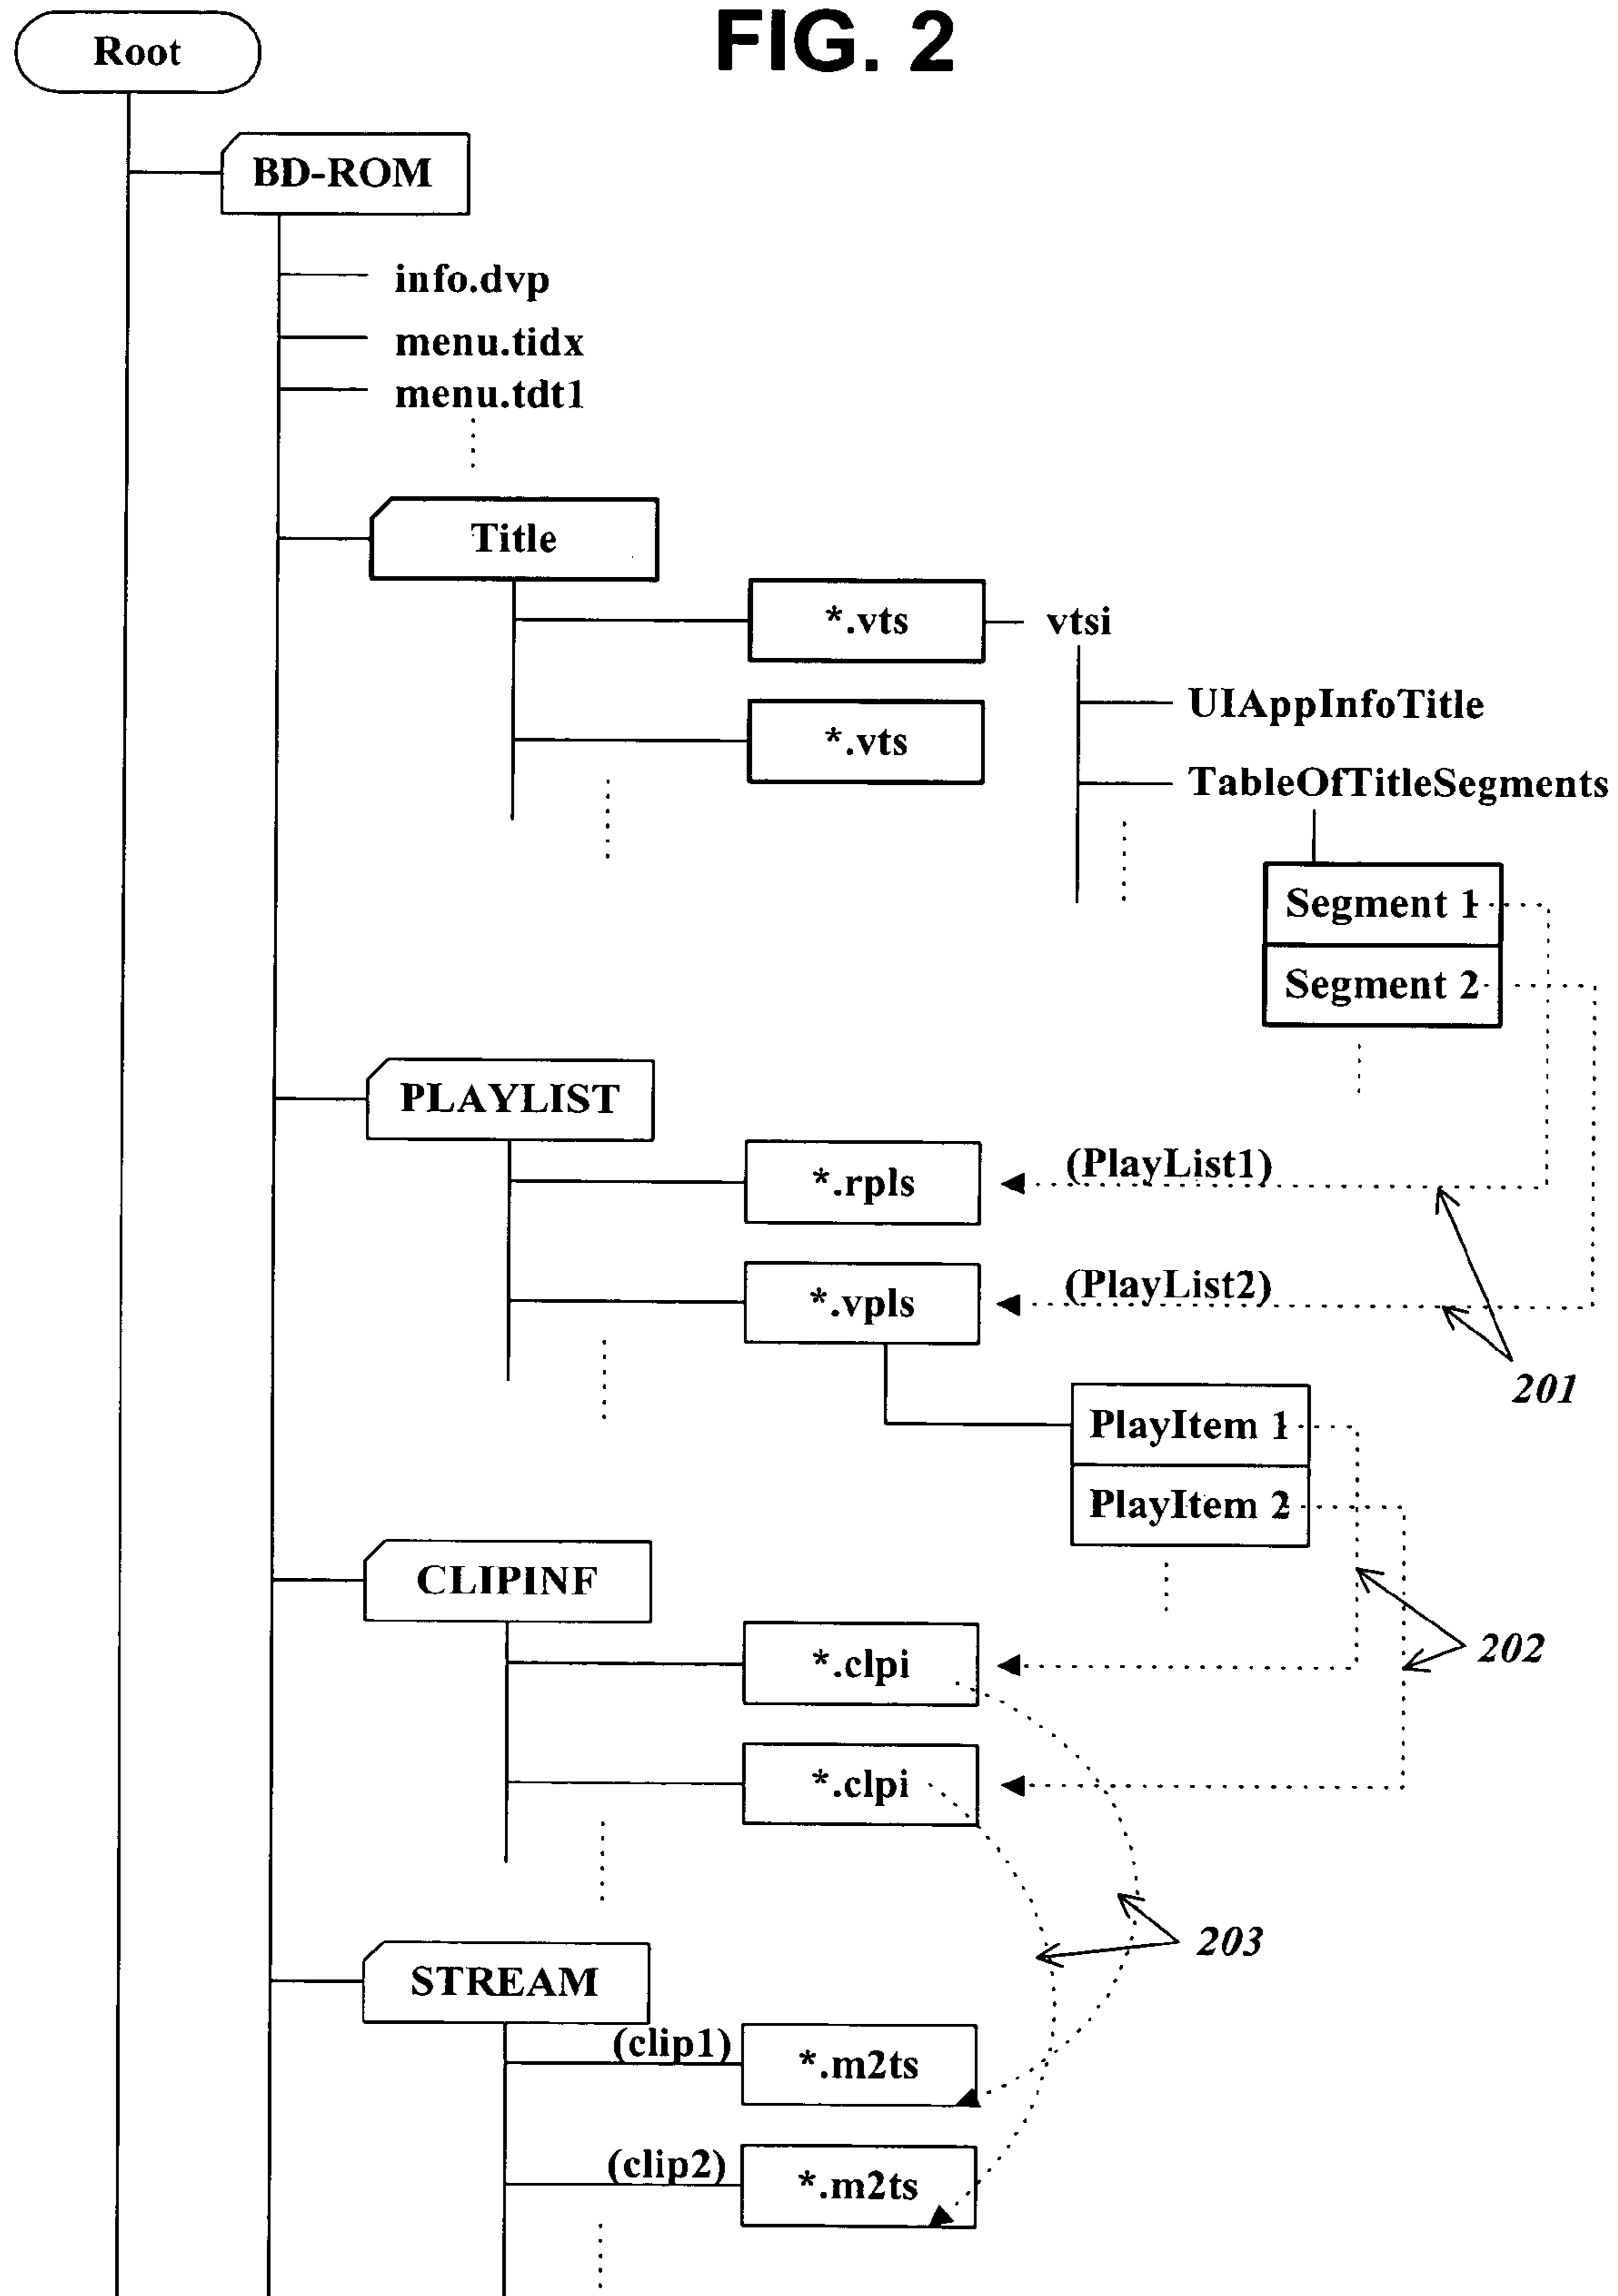 FIG. 2
Root
BD-ROM
info.dvp
menu.tidx
menu.tdt1
Title
*.vts
vtsi
UIAppInfoTitle
*.vts
TableOfTitleSegments
Segment 1
Segment 2
PLAYLIST
*.rpls
(PlayList1)
*.vpls
(PlayList2)
201
PlayItem 1
PlayItem 2
CLIPINF
*.clpi
202
*.clpi
203
STREAM
(clip1)
*.m2ts
(clip2)
*.m2ts